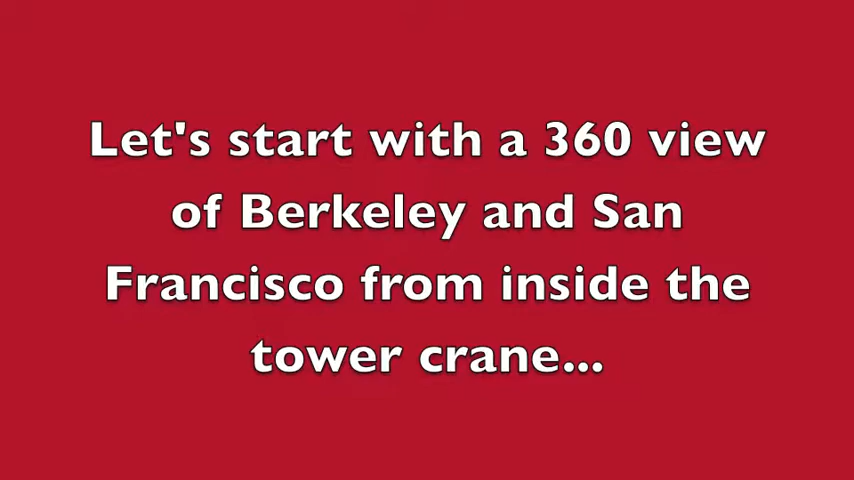 Let's start with a 360 view
of Berkeley and San
Francisco from inside the
tower crane...